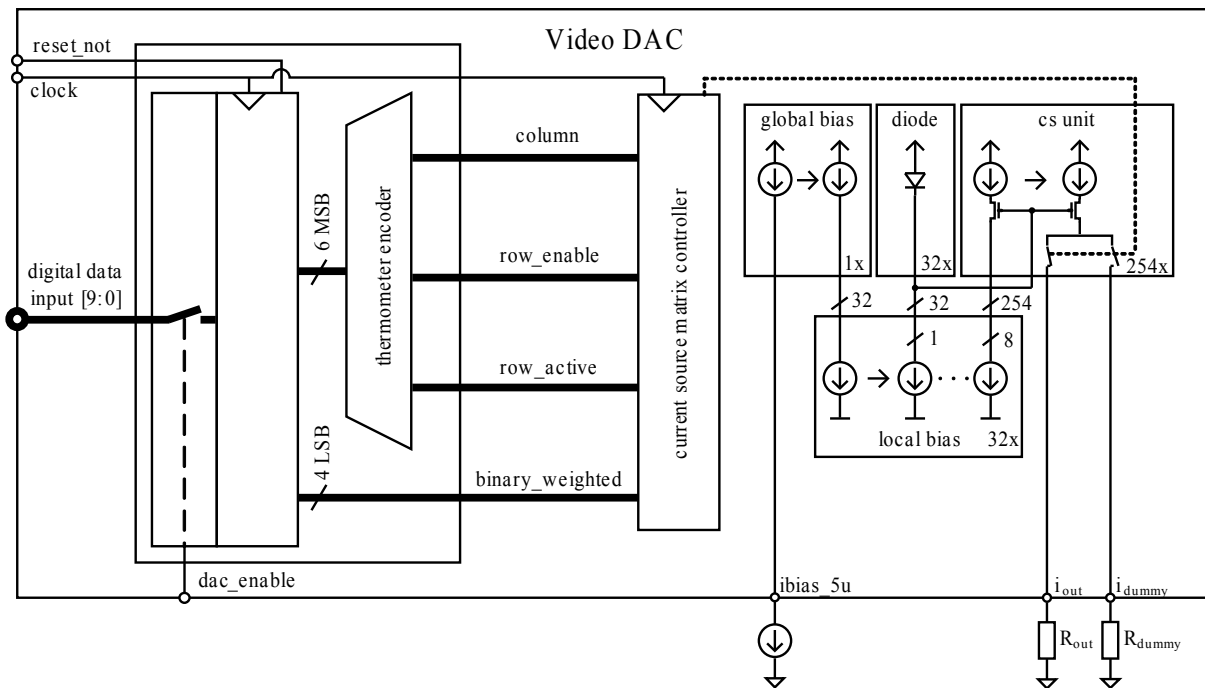 Video DAC
reset_not
clock
digital data
input [9:0]
6 MSB
4 LSB
thermometer encoder
column
row_enable
row_active
binary_weighted
current source matrix controller
global bias
diode
cs unit
1x
32x
254x
32
32
254
1
8
local bias
32x
dac_enable
ibias_5u
iout
idummy
Rout
Rdummy